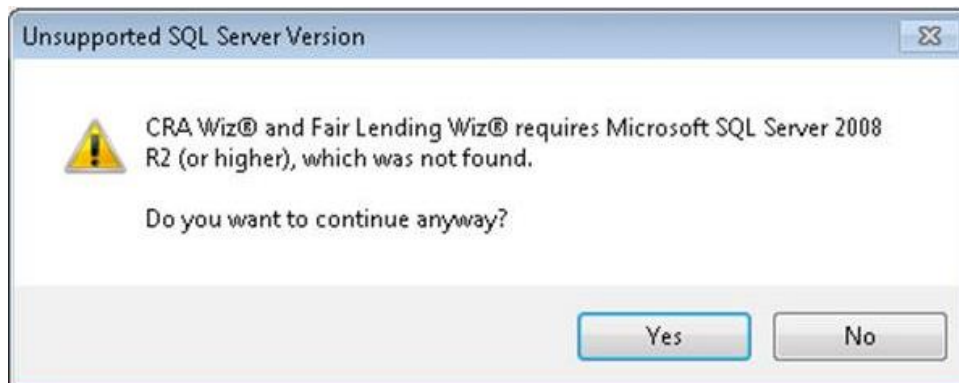 Unsupported SQL Server Version
CRA Wiz® and Fair Lending Wiz® requires Microsoft SQL Server 2008
R2 (or higher), which was not found.
Do you want to continue anyway?
Yes
No